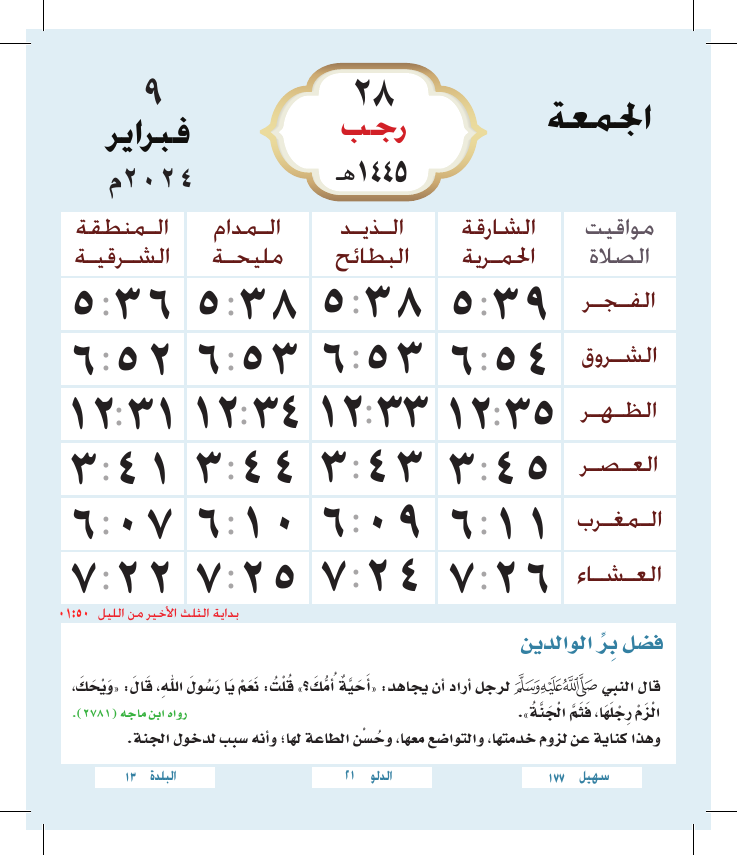 الجمعة
٢٨
رجب
١٤٤٥هـ
٩
فبراير
٢٠٢٤م
مواقيت الصلاة | الشارقة الحمرية | الذيد البطائح | المدام مليحة | المنطقة الشرقية
الفجر ٥:٣٩ ٥:٣٨ ٥:٣٨ ٥:٣٦
الشروق ٦:٥٤ ٦:٥٣ ٦:٥٣ ٦:٥٢
الظهر ١٢:٣٥ ١٢:٣٣ ١٢:٣٤ ١٢:٣١
العصر ٣:٤٥ ٣:٤٣ ٣:٤٤ ٣:٤١
المغرب ٦:١١ ٦:٠٩ ٦:١٠ ٦:٠٧
العشاء ٧:٢٦ ٧:٢٤ ٧:٢٥ ٧:٢٢
بداية الثلث الأخير من الليل ٠١:٥٠
فضل بِرِّ الوالدين
قال النبي صَلَّى اللَّهُ عَلَيْهِ وَسَلَّمَ لرجل أراد أن يجاهد: «أَحَيَّةٌ أُمُّكَ؟» قُلْتُ: نَعَمْ يَا رَسُولَ اللهِ، قَالَ: «وَيْحَكَ،
الْزَمْ رِجْلَهَا، فَثَمَّ الْجَنَّةُ». رواه ابن ماجه (٢٧٨١).
وهذا كناية عن لزوم خدمتها، والتواضع معها، وحُسْن الطاعة لها؛ وأنه سبب لدخول الجنة.
سهيل ١٧٧
الدلو ٢١
البلدة ١٣